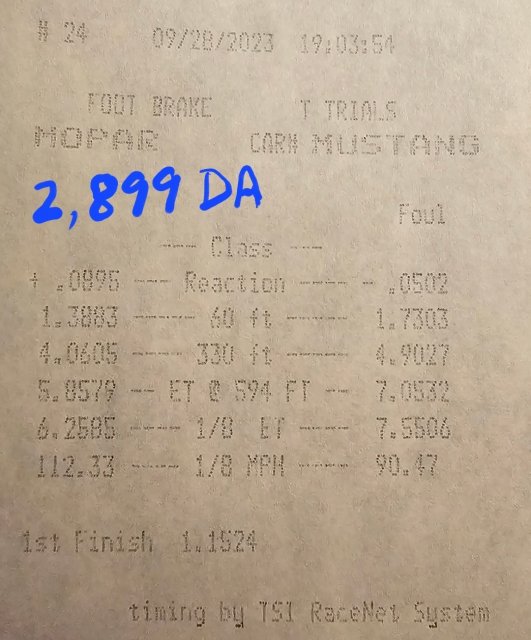 # 24 09/28/2023 19:03:54
FOOT BRAKE T TRIALS
MOPAR CAR# MUSTANG
2,899 DA
Foul
--- Class ---
+ .0895 --- Reaction ---- - .0502
1.3883 ----- 60 ft ----- 1.7303
4.0605 ---- 330 ft ----- 4.9027
5.8579 -- ET @ 594 FT -- 7.0532
6.2585 ---- 1/8 ET ---- 7.5506
112.33 ---- 1/8 MPH ---- 90.47
1st Finish 1.1524
timing by TSI RaceNet System